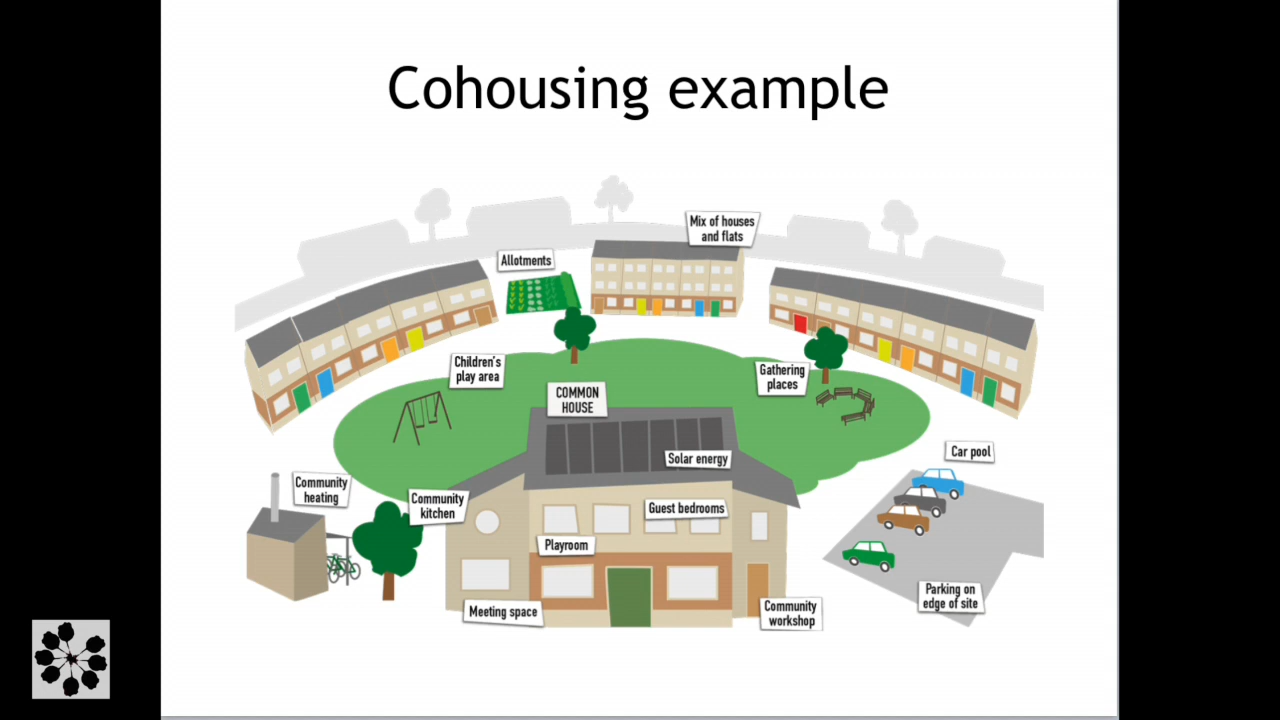 Cohousing example
Mix of houses
and flats
Allotments
Children's
play area
Gathering
places
COMMON
HOUSE
Car pool
Solar energy
Community
heating
Community
kitchen
Guest bedrooms
Playroom
Parking on
edge of site
Meeting space
Community
workshop